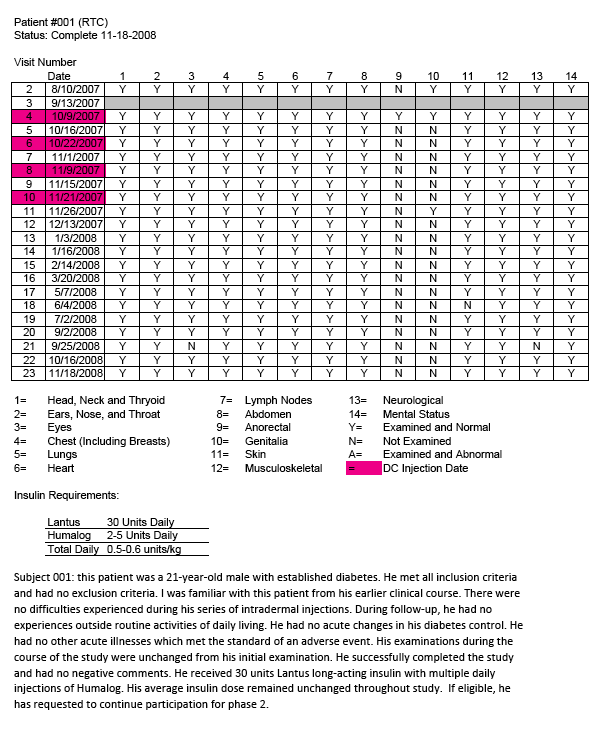 Patient #001 (RTC)
Status: Complete 11-18-2008
Visit Number
Date 1 2 3 4 5 6 7 8 9 10 11 12 13 14
2 8/10/2007 Y Y Y Y Y Y Y Y N Y Y Y Y Y
3 9/13/2007
4 10/9/2007 Y Y Y Y Y Y Y Y Y Y Y Y Y Y
5 10/16/2007 Y Y Y Y Y Y Y Y N N Y Y Y Y
6 10/22/2007 Y Y Y Y Y Y Y Y N N Y Y Y Y
7 11/1/2007 Y Y Y Y Y Y Y Y N N Y Y Y Y
8 11/9/2007 Y Y Y Y Y Y Y Y N N Y Y Y Y
9 11/15/2007 Y Y Y Y Y Y Y Y N N Y Y Y Y
10 11/21/2007 Y Y Y Y Y Y Y Y N N Y Y Y Y
11 11/26/2007 Y Y Y Y Y Y Y Y N Y Y Y Y Y
12 12/13/2007 Y Y Y Y Y Y Y Y N N Y Y Y Y
13 1/3/2008 Y Y Y Y Y Y Y Y N N Y Y Y Y
14 1/16/2008 Y Y Y Y Y Y Y Y N N Y Y Y Y
15 2/14/2008 Y Y Y Y Y Y Y Y N N Y Y Y Y
16 3/20/2008 Y Y Y Y Y Y Y Y N N Y Y Y Y
17 5/7/2008 Y Y Y Y Y Y Y Y N N Y Y Y Y
18 6/4/2008 Y Y Y Y Y Y Y Y N N N Y Y Y
19 7/2/2008 Y Y Y Y Y Y Y Y N N Y Y Y Y
20 9/2/2008 Y Y Y Y Y Y Y Y N N Y Y Y Y
21 9/25/2008 Y Y N Y Y Y Y Y N N Y Y N Y
22 10/16/2008 Y Y Y Y Y Y Y Y N N Y Y Y Y
23 11/18/2008 Y Y Y Y Y Y Y Y N N Y Y Y Y
1= Head, Neck and Thryoid 7= Lymph Nodes 13= Neurological
2= Ears, Nose, and Throat 8= Abdomen 14= Mental Status
3= Eyes 9= Anorectal Y= Examined and Normal
4= Chest (Including Breasts) 10= Genitalia N= Not Examined
5= Lungs 11= Skin A= Examined and Abnormal
6= Heart 12= Musculoskeletal = DC Injection Date
Insulin Requirements:
Lantus 30 Units Daily
Humalog 2-5 Units Daily
Total Daily 0.5-0.6 units/kg
Subject 001: this patient was a 21-year-old male with established diabetes. He met all inclusion criteria
and had no exclusion criteria. I was familiar with this patient from his earlier clinical course. There were
no difficulties experienced during his series of intradermal injections. During follow-up, he had no
experiences outside routine activities of daily living. He had no acute changes in his diabetes control. He
had no other acute illnesses which met the standard of an adverse event. His examinations during the
course of the study were unchanged from his initial examination. He successfully completed the study
and had no negative comments. He received 30 units Lantus long-acting insulin with multiple daily
injections of Humalog. His average insulin dose remained unchanged throughout study. If eligible, he
has requested to continue participation for phase 2.